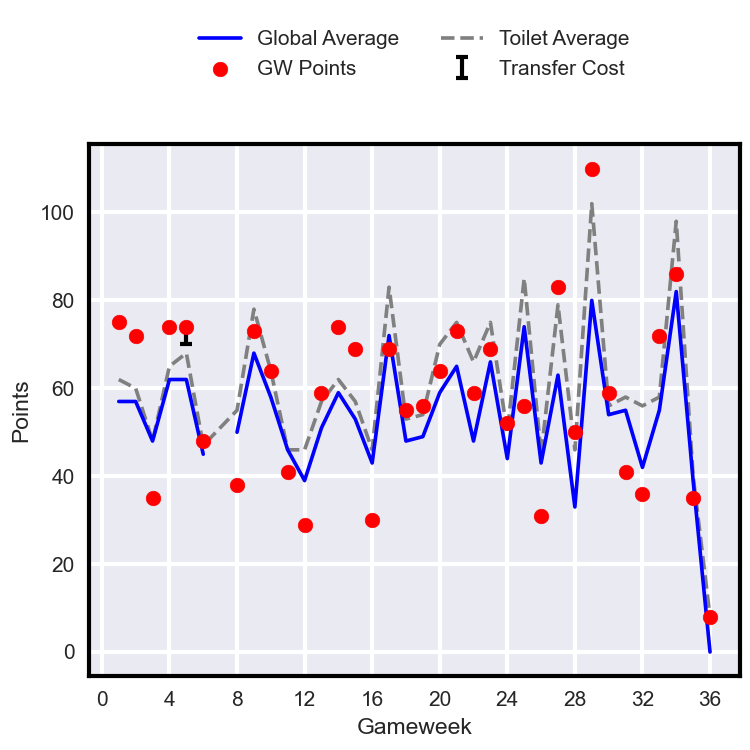 Global Average
Toilet Average
GW Points
Transfer Cost
100
80
60
40
20
0
Points
0 4 8 12 16 20 24 28 32 36
Gameweek